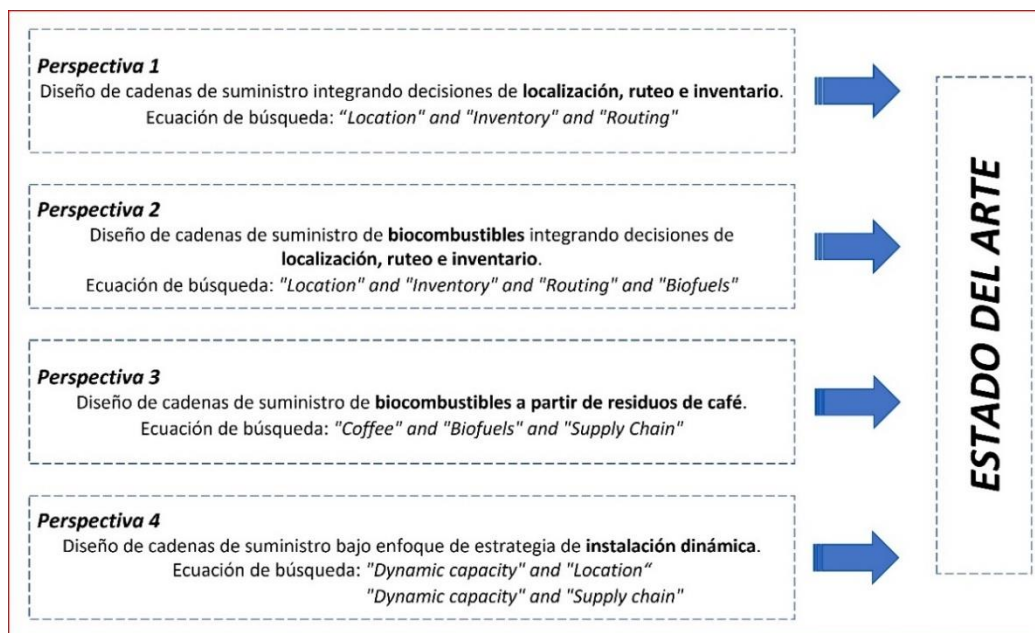 Perspectiva 1
Diseño de cadenas de suministro integrando decisiones de localización, ruteo e inventario.
Ecuación de búsqueda: “Location" and "Inventory" and "Routing"
Perspectiva 2
Diseño de cadenas de suministro de biocombustibles integrando decisiones de
localización, ruteo e inventario.
Ecuación de búsqueda: "Location" and "Inventory" and "Routing" and "Biofuels"
Perspectiva 3
Diseño de cadenas de suministro de biocombustibles a partir de residuos de café.
Ecuación de búsqueda: "Coffee" and "Biofuels" and "Supply Chain"
Perspectiva 4
Diseño de cadenas de suministro bajo enfoque de estrategia de instalación dinámica.
Ecuación de búsqueda: "Dynamic capacity" and "Location“
"Dynamic capacity" and "Supply chain"
ESTADO DEL ARTE